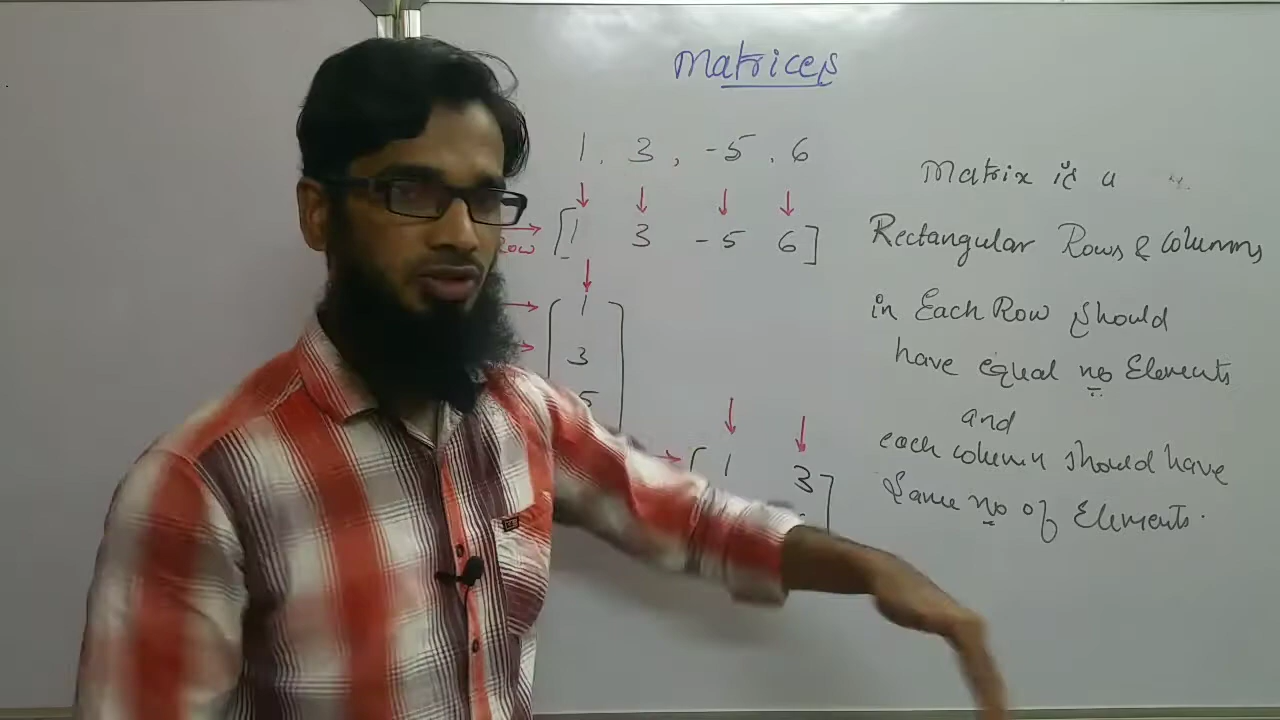 Matrices
1, 3, -5, 6
Row [1 3 -5 6]
1
3
5
1 3
Matrix is a
Rectangular Rows & columns
in Each Row should
have equal no Elements
and
each column should have
Same no of Elements.